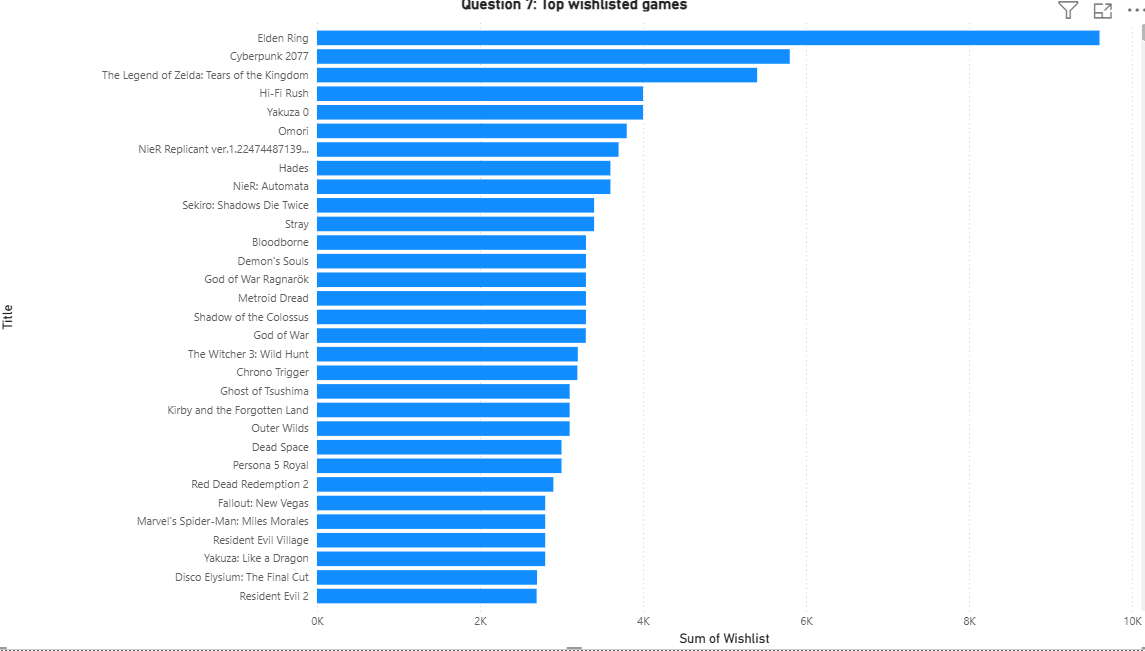 Question 7: Top wishlisted games
Elden Ring
Cyberpunk 2077
The Legend of Zelda: Tears of the Kingdom
Hi-Fi Rush
Yakuza 0
Omori
NieR Replicant ver.1.22474487139...
Hades
NieR: Automata
Sekiro: Shadows Die Twice
Stray
Bloodborne
Demon's Souls
God of War Ragnarök
Metroid Dread
Shadow of the Colossus
God of War
The Witcher 3: Wild Hunt
Chrono Trigger
Ghost of Tsushima
Kirby and the Forgotten Land
Outer Wilds
Dead Space
Persona 5 Royal
Red Dead Redemption 2
Fallout: New Vegas
Marvel's Spider-Man: Miles Morales
Resident Evil Village
Yakuza: Like a Dragon
Disco Elysium: The Final Cut
Resident Evil 2
Title
0K 2K 4K 6K 8K 10K
Sum of Wishlist